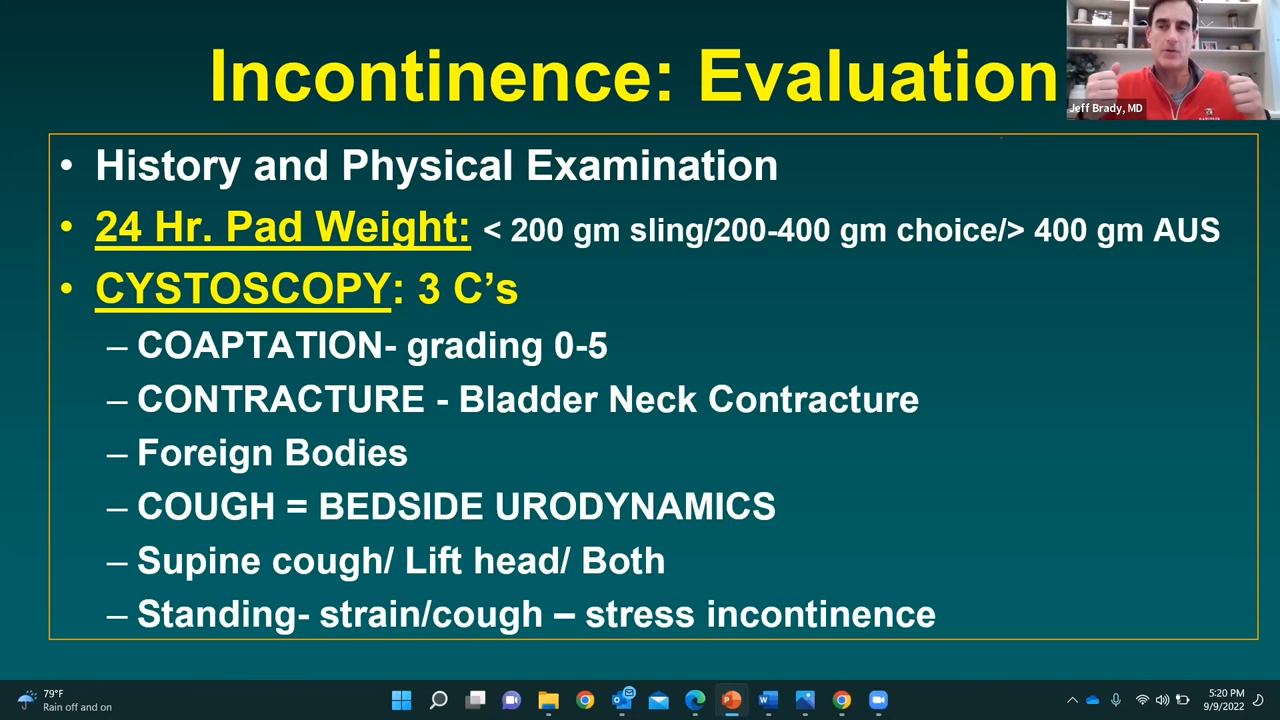 Incontinence: Evaluation
Jeff Brady, MD
• History and Physical Examination
• 24 Hr. Pad Weight: < 200 gm sling/200-400 gm choice/> 400 gm AUS
• CYSTOSCOPY: 3 C’s
– COAPTATION- grading 0-5
– CONTRACTURE - Bladder Neck Contracture
– Foreign Bodies
– COUGH = BEDSIDE URODYNAMICS
– Supine cough/ Lift head/ Both
– Standing- strain/cough – stress incontinence
79°F
Rain off and on
5:20 PM
9/9/2022